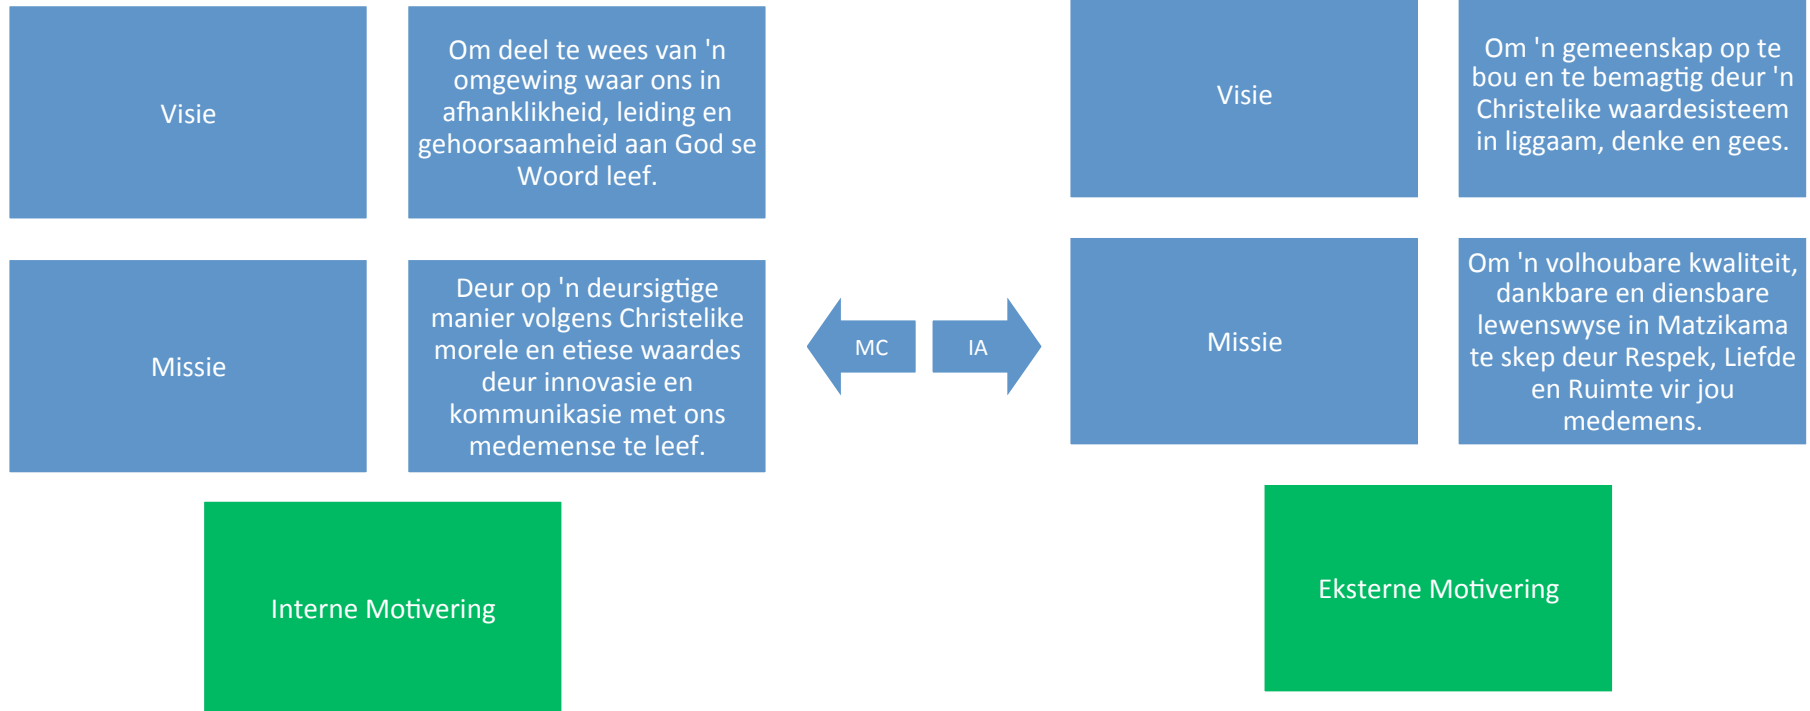 Visie
Om deel te wees van 'n
omgewing waar ons in
afhanklikheid, leiding en
gehoorsaamheid aan God se
Woord leef.
Missie
Deur op 'n deursigtige
manier volgens Christelike
morele en etiese waardes
deur innovasie en
kommunikasie met ons
medemense te leef.
Interne Motivering
MC
IA
Visie
Om 'n gemeenskap op te
bou en te bemagtig deur 'n
Christelike waardesisteem
in liggaam, denke en gees.
Missie
Om 'n volhoubare kwaliteit,
dankbare en diensbare
lewenswyse in Matzikama
te skep deur Respek, Liefde
en Ruimte vir jou
medemens.
Eksterne Motivering